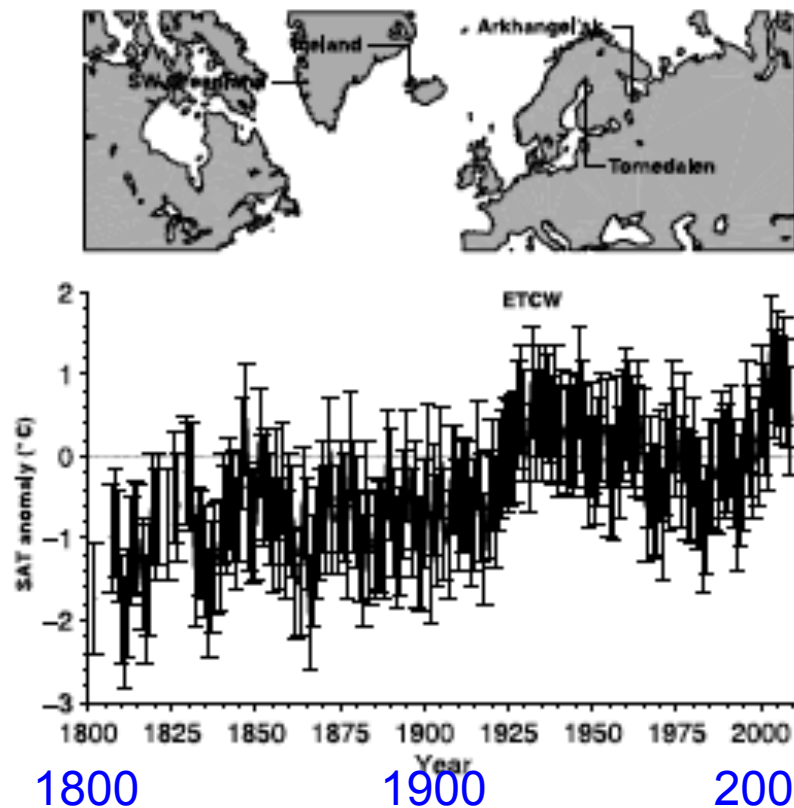 Arkhangel'sk
Iceland
SW Greenland
Tornedalen
2
ETCW
1
0
SAT anomaly (°C)
−1
−2
−3
1800 1825 1850 1875 1900 1925 1950 1975 2000
Year
1800 1900 200